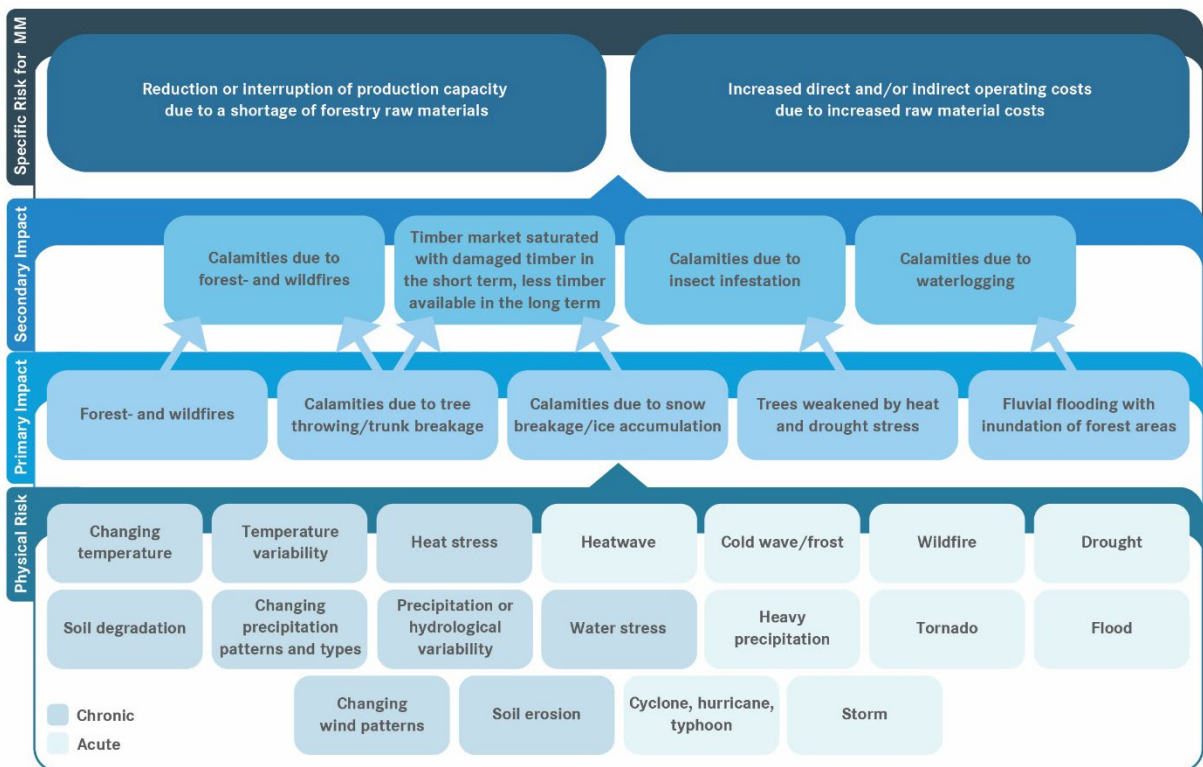 Specific Risk for MM
Reduction or interruption of production capacity
due to a shortage of forestry raw materials
Increased direct and/or indirect operating costs
due to increased raw material costs
Secondary Impact
Calamities due to
forest- and wildfires
Timber market saturated
with damaged timber in
the short term, less timber
available in the long term
Calamities due to
insect infestation
Calamities due to
waterlogging
Primary Impact
Forest- and wildfires
Calamities due to tree
throwing/trunk breakage
Calamities due to snow
breakage/ice accumulation
Trees weakened by heat
and drought stress
Fluvial flooding with
inundation of forest areas
Physical Risk
Changing
temperature
Temperature
variability
Heat stress
Heatwave
Cold wave/frost
Wildfire
Drought
Soil degradation
Changing
precipitation
patterns and types
Precipitation or
hydrological
variability
Water stress
Heavy
precipitation
Tornado
Flood
Changing
wind patterns
Soil erosion
Cyclone, hurricane,
typhoon
Storm
Chronic
Acute